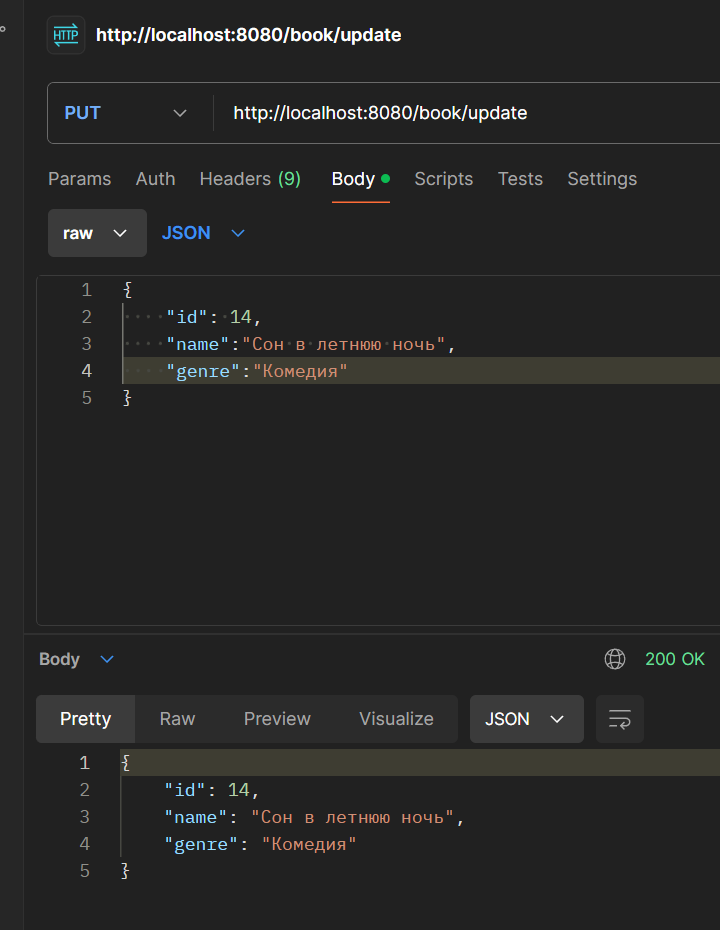 HTTP http://localhost:8080/book/update
PUT http://localhost:8080/book/update
Params Auth Headers (9) Body Scripts Tests Settings
raw JSON
1 {
2 "id": 14,
3 "name":"Сон в летнюю ночь",
4 "genre":"Комедия"
5 }
Body 200 OK
Pretty Raw Preview Visualize JSON
1 {
2 "id": 14,
3 "name": "Сон в летнюю ночь",
4 "genre": "Комедия"
5 }